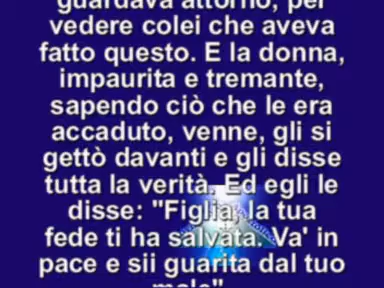 guardava attorno, per
vedere colei che aveva
fatto questo. E la donna,
impaurita e tremante,
sapendo ciò che le era
accaduto, venne, gli si
gettò davanti e gli disse
tutta la verità. Ed egli le
disse: "Figlia, la tua
fede ti ha salvata. Va' in
pace e sii guarita dal tuo
male"